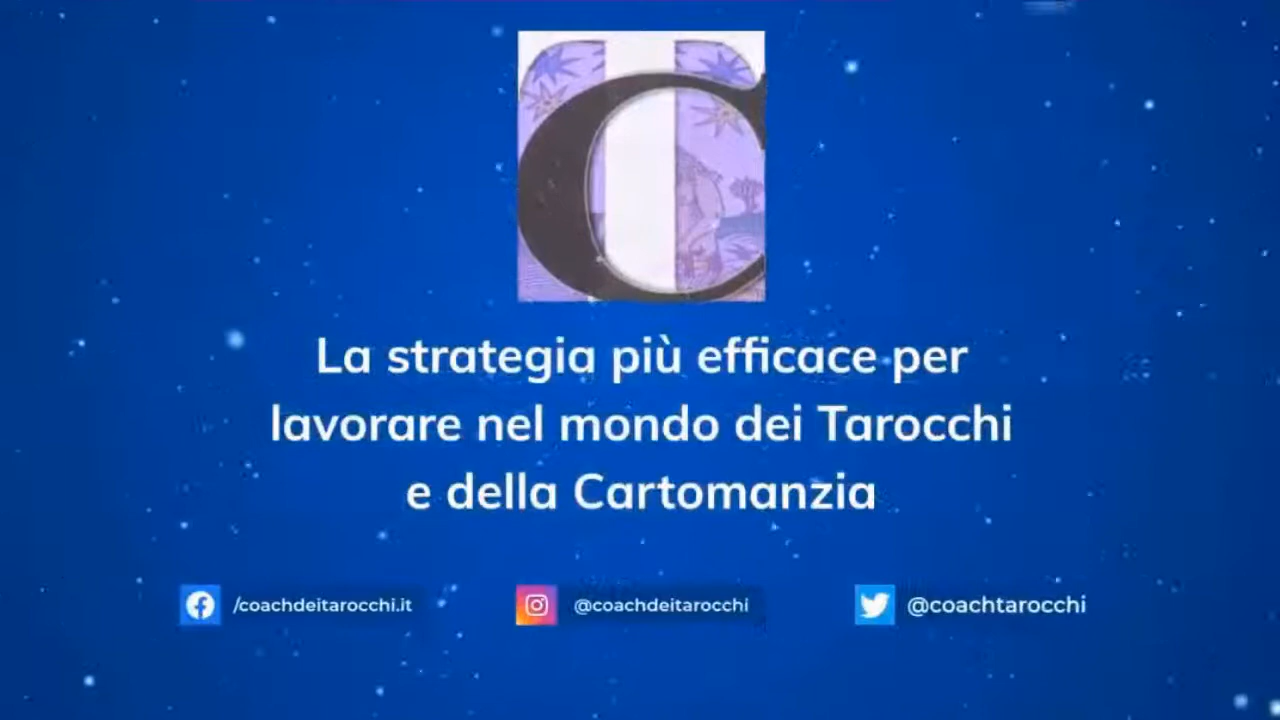 C
La strategia più efficace per
lavorare nel mondo dei Tarocchi
e della Cartomanzia
/coachdeitarocchi.it
@coachdeitarocchi
@coachtarocchi